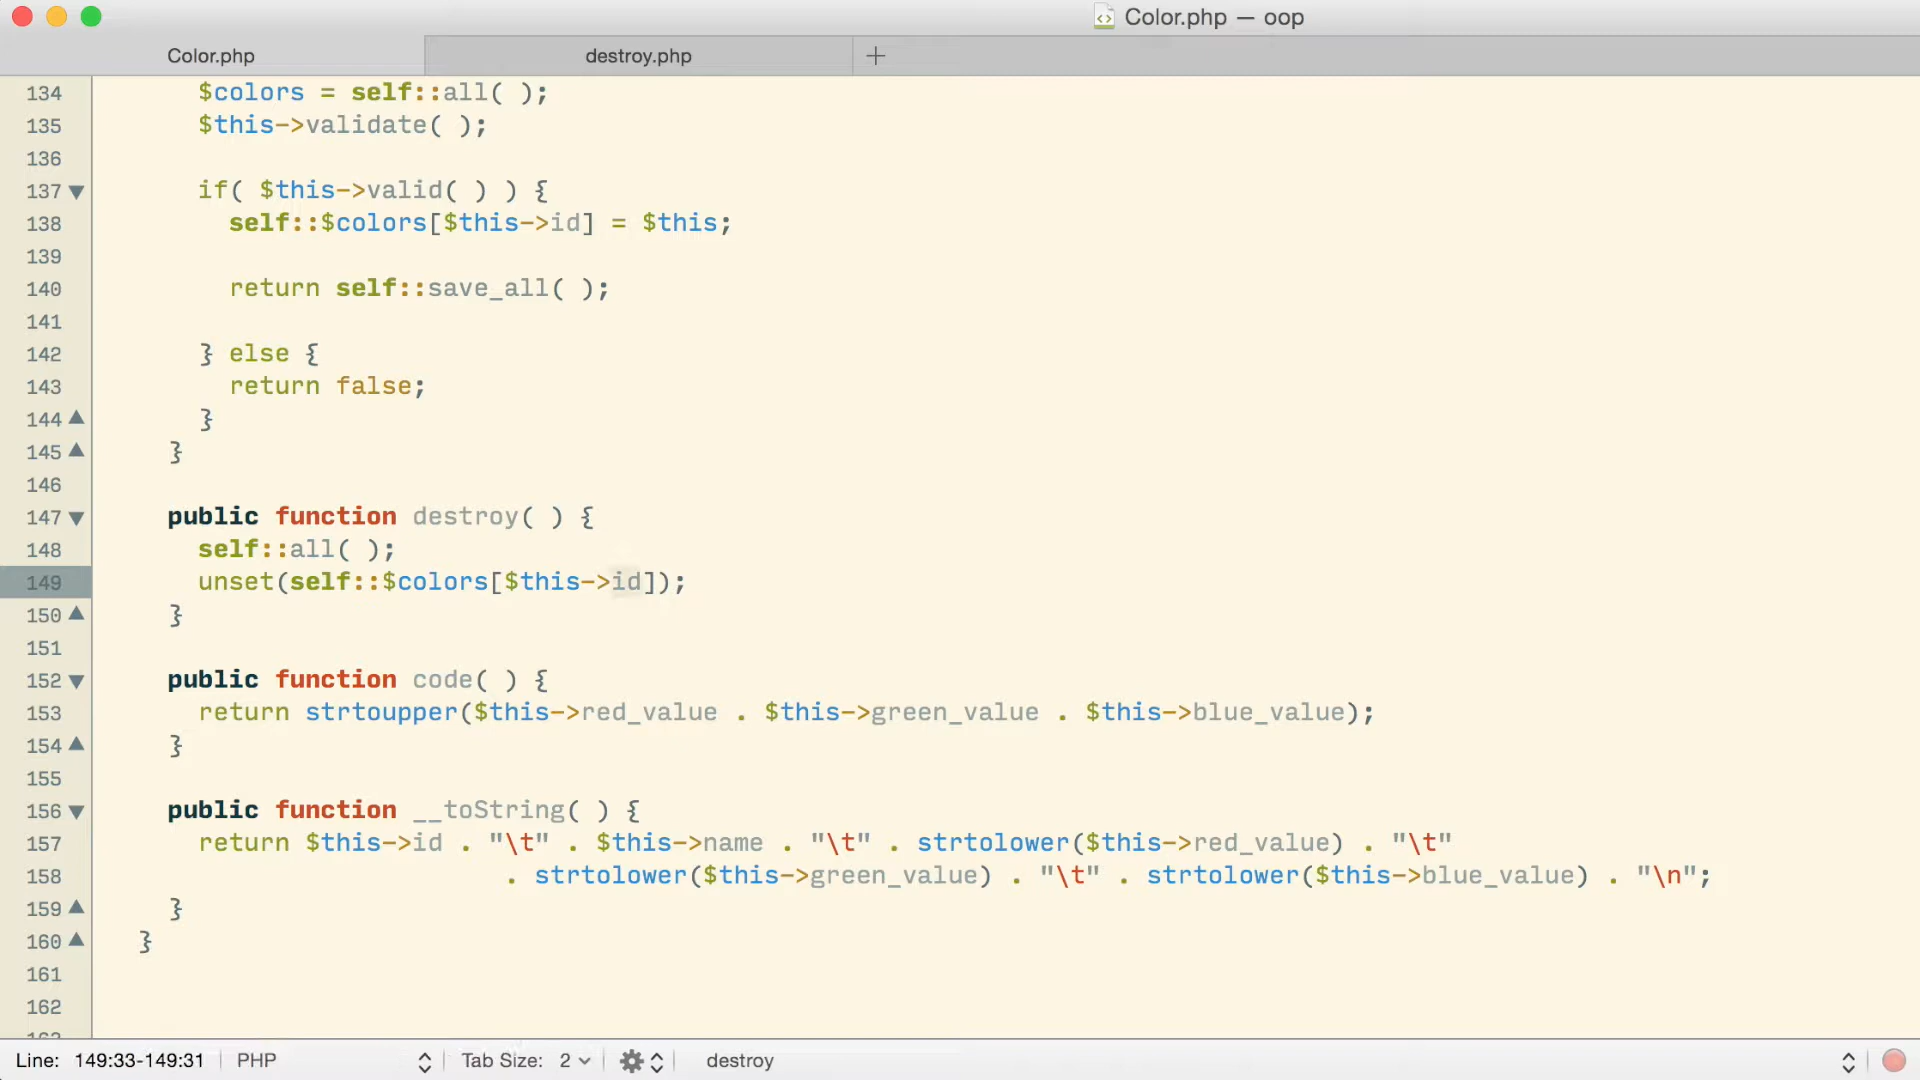 Color.php — oop
Color.php destroy.php +
134 $colors = self::all( );
135 $this->validate( );
136
137 if( $this->valid( ) ) {
138 self::$colors[$this->id] = $this;
139
140 return self::save_all( );
141
142 } else {
143 return false;
144 }
145 }
146
147 public function destroy( ) {
148 self::all( );
149 unset(self::$colors[$this->id]);
150 }
151
152 public function code( ) {
153 return strtoupper($this->red_value . $this->green_value . $this->blue_value);
154 }
155
156 public function __toString( ) {
157 return $this->id . "\t" . $this->name . "\t" . strtolower($this->red_value) . "\t"
158 . strtolower($this->green_value) . "\t" . strtolower($this->blue_value) . "\n";
159 }
160 }
161
162
Line: 149:33-149:31 PHP Tab Size: 2 destroy